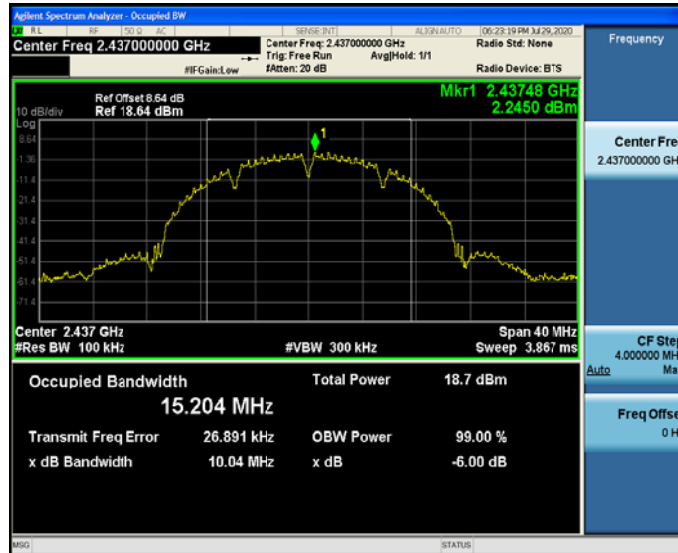 Agilent Spectrum Analyzer - Occupied BW
RL RF 50 Ω AC SENSE:INT ALIGN AUTO 06:23:19 PM Jul 29, 2020
Center Freq 2.437000000 GHz
Center Freq: 2.437000000 GHz
Radio Std: None
Trig: Free Run Avg|Hold: 1/1
#IFGain:Low #Atten: 20 dB Radio Device: BTS
Ref Offset 8.64 dB
Ref 18.64 dBm
Mkr1 2.43748 GHz
2.2450 dBm
10 dB/div
Log
8.64
-1.36
-11.4
-21.4
-31.4
-41.4
-51.4
-61.4
-71.4
1
Center 2.437 GHz Span 40 MHz
#Res BW 100 kHz #VBW 300 kHz Sweep 3.867 ms
Occupied Bandwidth Total Power 18.7 dBm
15.204 MHz
Transmit Freq Error 26.891 kHz OBW Power 99.00 %
x dB Bandwidth 10.04 MHz x dB -6.00 dB
MSG STATUS
Frequency
Center Fre
2.437000000 GH
CF Ste
4.000000 MH
Auto Ma
Freq Offse
0 H